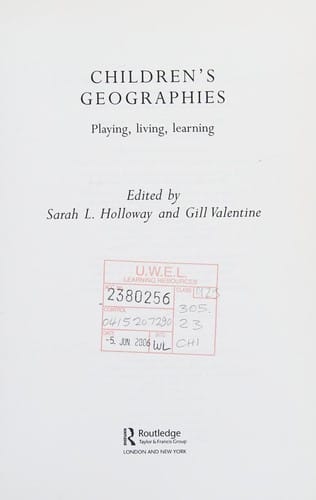 CHILDREN'S
GEOGRAPHIES
Playing, living, learning
Edited by
Sarah L. Holloway and Gill Valentine
U.W.E.L.
LEARNING RESOURCES
2380256
CLASS
CONTROL
0415207290
305.
23
CHI
DATE
-5. JUN 2006
WL
R
Routledge
Taylor & Francis Group
LONDON AND NEW YORK